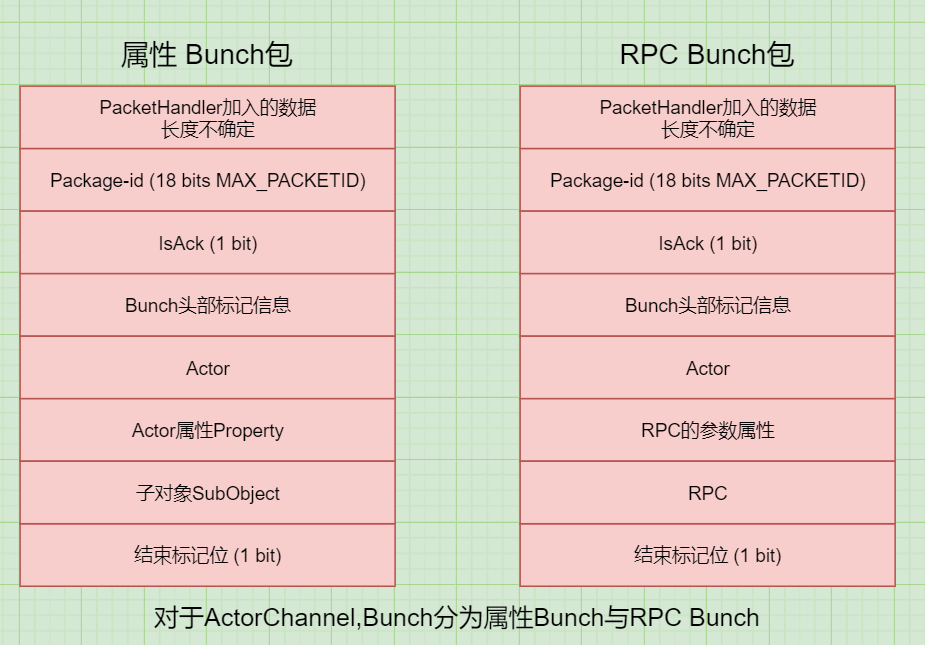 属性 Bunch包
PacketHandler加入的数据
长度不确定
Package-id (18 bits MAX_PACKETID)
IsAck (1 bit)
Bunch头部标记信息
Actor
Actor属性Property
子对象SubObject
结束标记位 (1 bit)
RPC Bunch包
PacketHandler加入的数据
长度不确定
Package-id (18 bits MAX_PACKETID)
IsAck (1 bit)
Bunch头部标记信息
Actor
RPC的参数属性
RPC
结束标记位 (1 bit)
对于ActorChannel,Bunch分为属性Bunch与RPC Bunch